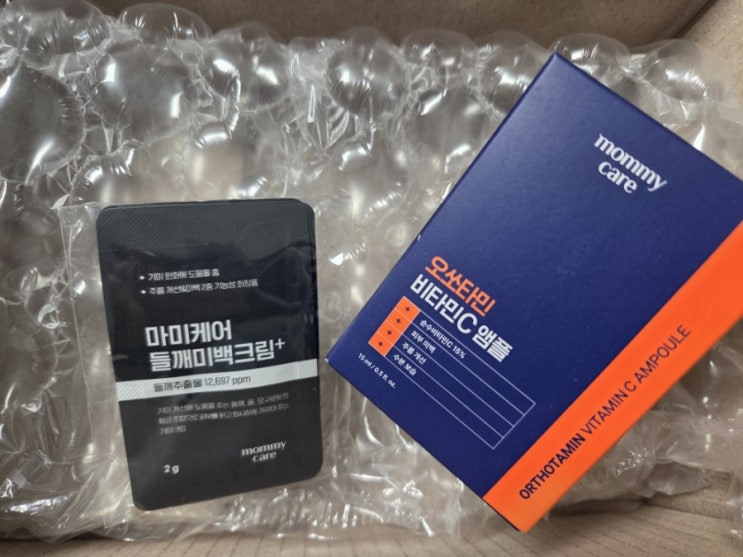 + 기미 완화에 도움을 줌
+ 주름 개선&미백 2중 기능성 화장품
마미케어
들깨미백크림+
들깨추출물 12,697 ppm
2 g
mommy
care
mommy
care
오쏘타민
비타민C 앰플
+ 순수비타민C 15%
+ 피부 미백
+ 주름 개선
+ 수분 보습
15 ml / 0.5 fl. oz.
ORTHOTAMIN VITAMIN C AMPOULE